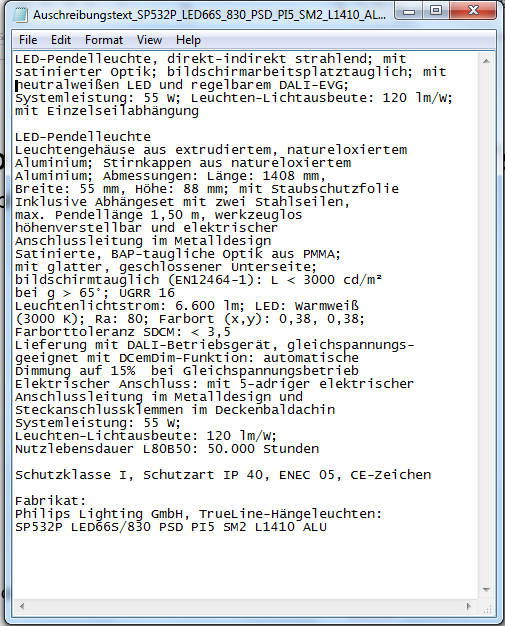 Auschreibungstext_SP532P_LED66S_830_PSD_PI5_SM2_L1410_ALU...
File Edit Format View Help
LED-Pendelleuchte, direkt-indirekt strahlend; mit
satinierter Optik; bildschirmarbeitsplatztauglich; mit
neutralweißen LED und regelbarem DALI-EVG;
Systemleistung: 55 W; Leuchten-Lichtausbeute: 120 lm/W;
mit Einzelseilabhängung
LED-Pendelleuchte
Leuchtengehäuse aus extrudiertem, natureloxiertem
Aluminium; Stirnkappen aus natureloxiertem
Aluminium; Abmessungen: Länge: 1408 mm,
Breite: 55 mm, Höhe: 88 mm; mit Staubschutzfolie
Inklusive Abhängeset mit zwei Stahlseilen,
max. Pendellänge 1,50 m, werkzeuglos
höhenverstellbar und elektrischer
Anschlussleitung im Metalldesign
Satinierte, BAP-taugliche Optik aus PMMA;
mit glatter, geschlossener Unterseite;
bildschirmtauglich (EN12464-1): L < 3000 cd/m²
bei g > 65°; UGRR 16
Leuchtenlichtstrom: 6.600 lm; LED: Warmweiß
(3000 K); Ra: 80; Farbort (x,y): 0,38, 0,38;
Farborttoleranz SDCM: < 3,5
Lieferung mit DALI-Betriebsgerät, gleichspannungs-
geeignet mit DCemDim-Funktion: automatische
Dimmung auf 15%  bei Gleichspannungsbetrieb
Elektrischer Anschluss: mit 5-adriger elektrischer
Anschlussleitung im Metalldesign und
Steckanschlussklemmen im Deckenbaldachin
Systemleistung: 55 W;
Leuchten-Lichtausbeute: 120 lm/W;
Nutzlebensdauer L80B50: 50.000 Stunden
Schutzklasse I, Schutzart IP 40, ENEC 05, CE-Zeichen
Fabrikat:
Philips Lighting GmbH, TrueLine-Hängeleuchten:
SP532P LED66S/830 PSD PI5 SM2 L1410 ALU